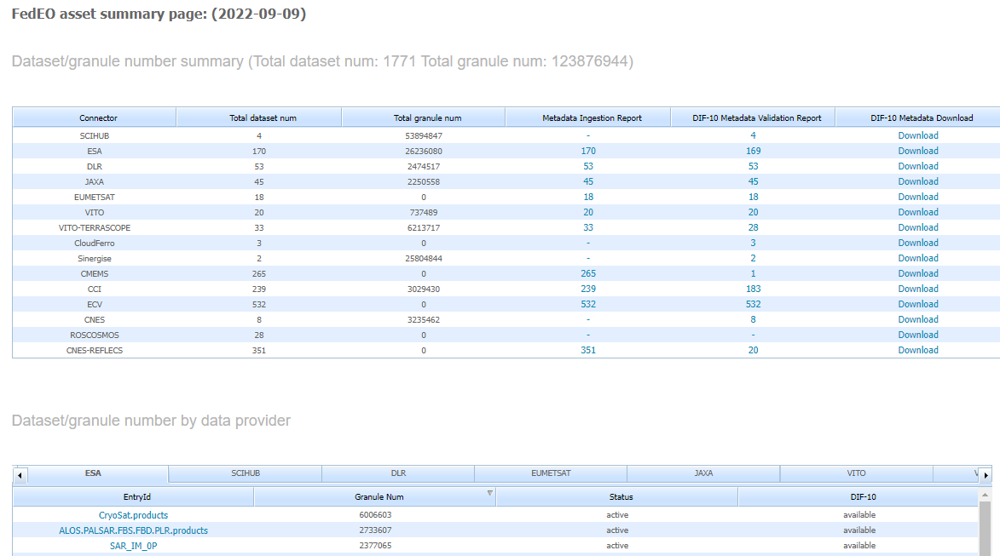 FedEO asset summary page: (2022-09-09)
Dataset/granule number summary (Total dataset num: 1771 Total granule num: 123876944)
Connector Total dataset num Total granule num Metadata Ingestion Report DIF-10 Metadata Validation Report DIF-10 Metadata Download
SCIHUB 4 53894847 - 4 Download
ESA 170 26236080 170 169 Download
DLR 53 2474517 53 53 Download
JAXA 45 2250558 45 45 Download
EUMETSAT 18 0 18 18 Download
VITO 20 737489 20 20 Download
VITO-TERRASCOPE 33 6213717 33 28 Download
CloudFerro 3 0 - 3 Download
Sinergise 2 25804844 - 2 Download
CMEMS 265 0 265 1 Download
CCI 239 3029430 239 183 Download
ECV 532 0 532 532 Download
CNES 8 3235462 - 8 Download
ROSCOSMOS 28 0 - - Download
CNES-REFLECS 351 0 351 20 Download
Dataset/granule number by data provider
ESA SCIHUB DLR EUMETSAT JAXA VITO
EntryId Granule Num Status DIF-10
CryoSat.products 6006603 active available
ALOS.PALSAR.FBS.FBD.PLR.products 2733607 active available
SAR_IM_0P 2377065 active available